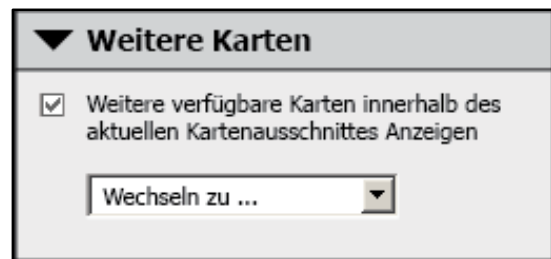 Weitere Karten
Weitere verfügbare Karten innerhalb des
aktuellen Kartenausschnittes Anzeigen
Wechseln zu ...